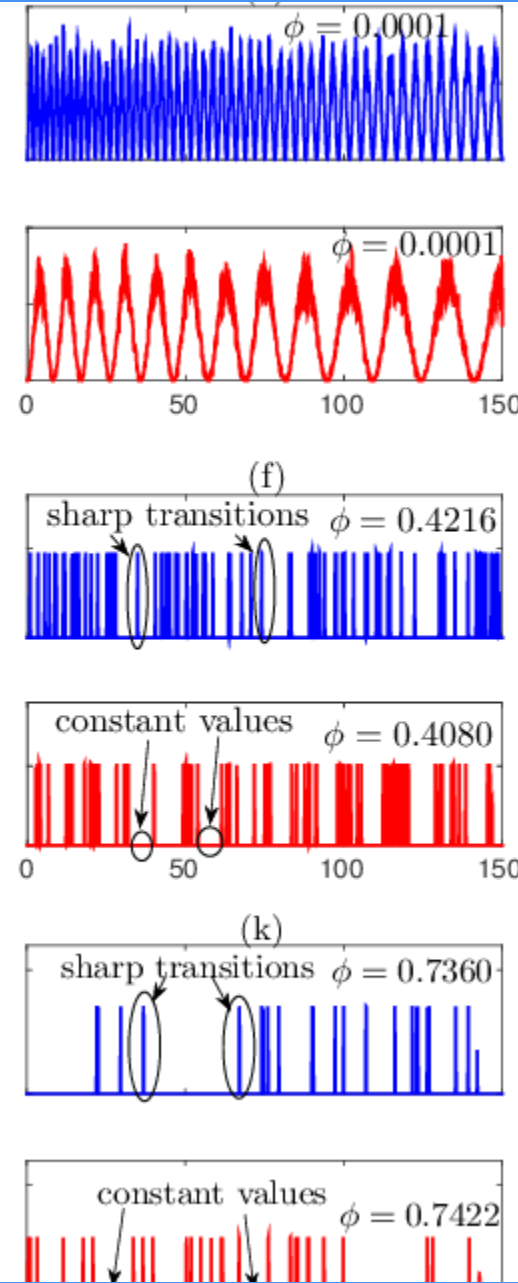 ϕ = 0.0001
ϕ = 0.0001
0 50 100 150
(f)
sharp transitions ϕ = 0.4216
constant values ϕ = 0.4080
0 50 100 150
(k)
sharp transitions ϕ = 0.7360
constant values ϕ = 0.7422